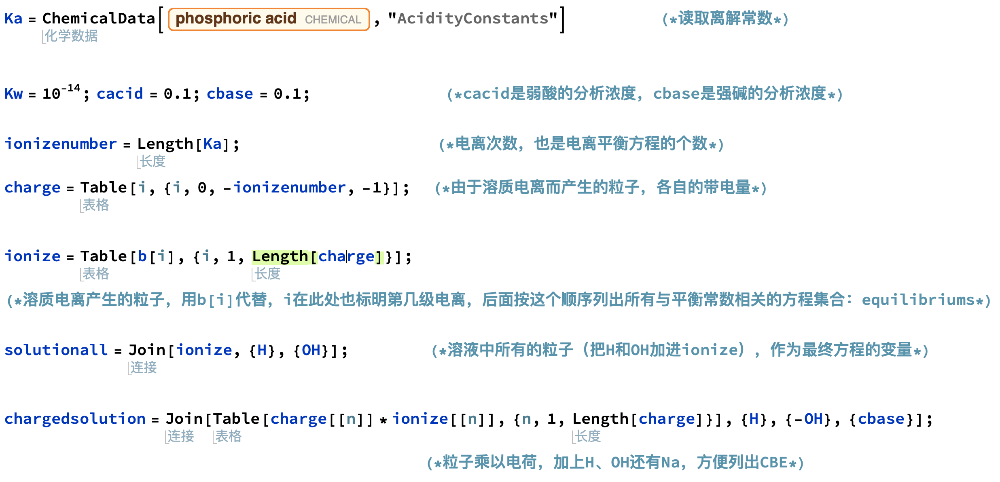 Ka = ChemicalData[phosphoric acid CHEMICAL, "AcidityConstants"] (*读取离解常数*)
化学数据
Kw = 10^-14; cacid = 0.1; cbase = 0.1; (*cacid是弱酸的分析浓度，cbase是强碱的分析浓度*)
ionizenumber = Length[Ka]; (*电离次数，也是电离平衡方程的个数*)
长度
charge = Table[i, {i, 0, -ionizenumber, -1}]; (*由于溶质电离而产生的粒子，各自的带电量*)
表格
ionize = Table[b[i], {i, 1, Length[charge]}];
表格 长度
(*溶质电离产生的粒子，用b[i]代替，i在此处也标明第几级电离，后面按这个顺序列出所有与平衡常数相关的方程集合：equilibriums*)
solutionall = Join[ionize, {H}, {OH}]; (*溶液中所有的粒子（把H和OH加进ionize），作为最终方程的变量*)
连接
chargedsolution = Join[Table[charge[[n]] * ionize[[n]], {n, 1, Length[charge]}], {H}, {-OH}, {cbase}];
连接 表格 长度
(*粒子乘以电荷，加上H、OH还有Na，方便列出CBE*)